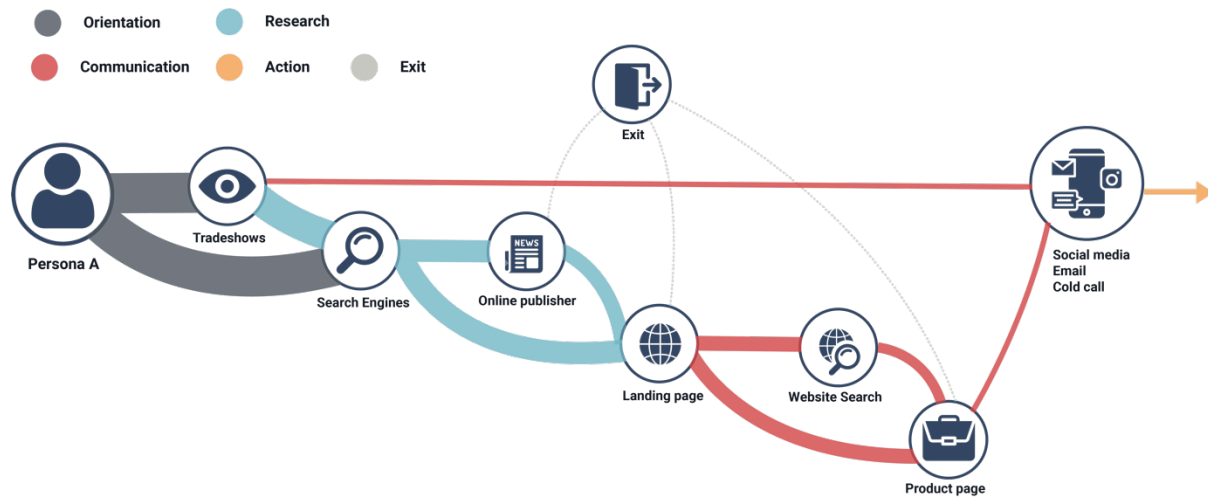 Orientation
Research
Communication
Action
Exit
Exit
Persona A
Tradeshows
Search Engines
NEWS
Online publisher
Landing page
Website Search
Product page
Social media
Email
Cold call